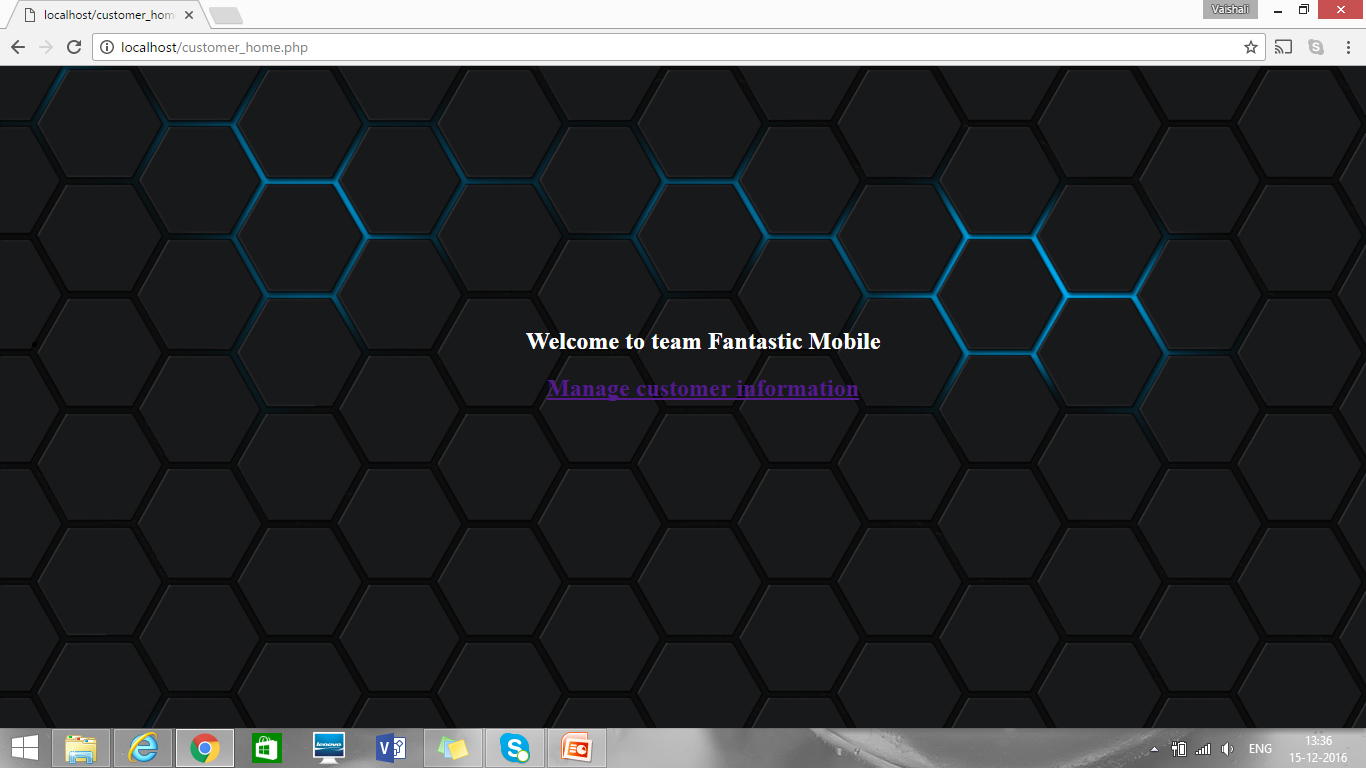 localhost/customer_hom
Vaishali
localhost/customer_home.php
Welcome to team Fantastic Mobile
Manage customer information
lenovo
ENG
13:36
15-12-2016